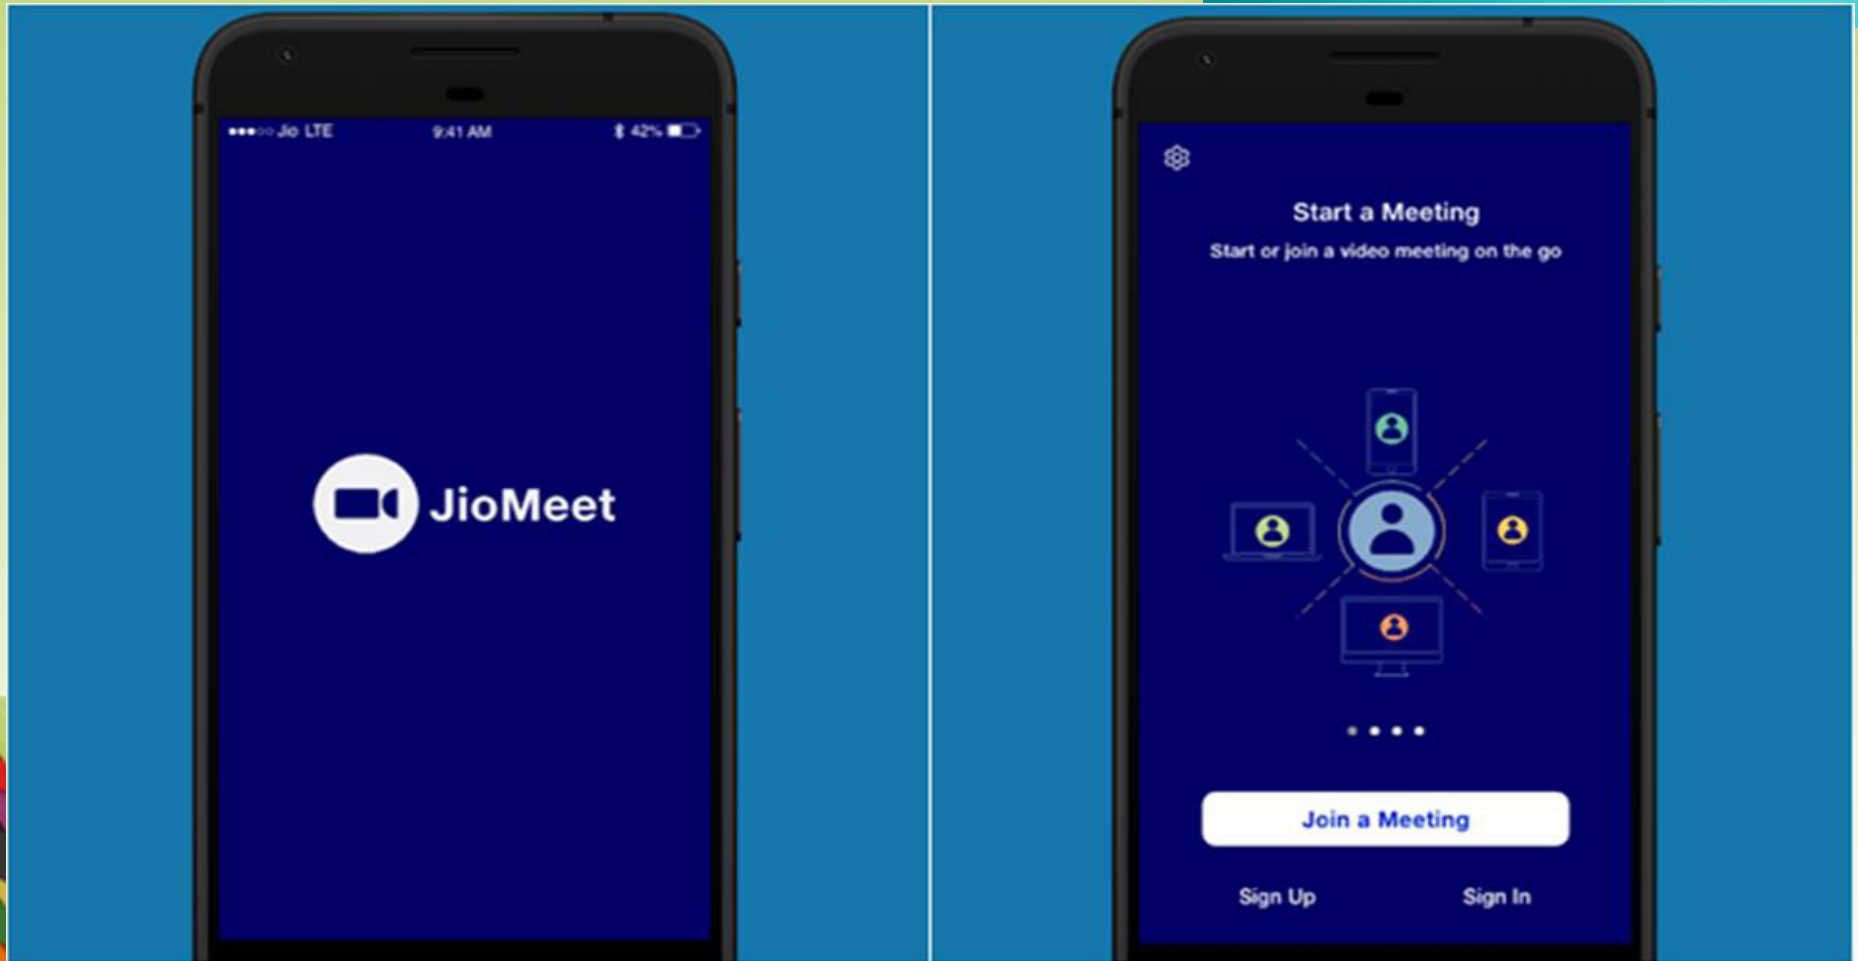 Jio LTE 9:41 AM 42%
JioMeet
Start a Meeting
Start or join a video meeting on the go
Join a Meeting
Sign Up Sign In